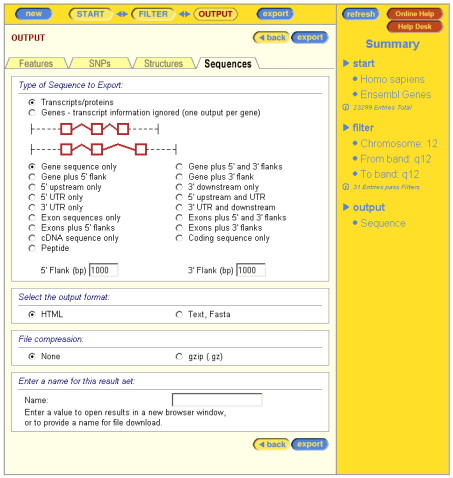 new START FILTER OUTPUT export
OUTPUT
back export
Features SNPs Structures Sequences
Type of Sequence to Export:
Transcripts/proteins
Genes - transcript information ignored (one output per gene)
Gene sequence only Gene plus 5' and 3' flanks
Gene plus 5' flank Gene plus 3' flank
5' upstream only 3' downstream only
5' UTR only 5' upstream and UTR
3' UTR only 3' UTR and downstream
Exon sequences only Exons plus 5' and 3' flanks
Exons plus 5' flanks Exons plus 3' flanks
cDNA sequence only Coding sequence only
Peptide
5' Flank (bp) 1000 3' Flank (bp) 1000
Select the output format:
HTML Text, Fasta
File compression:
None gzip (.gz)
Enter a name for this result set:
Name:
Enter a value to open results in a new browser window,
or to provide a name for file download.
back export
refresh Online Help
Help Desk
Summary
start
Homo sapiens
Ensembl Genes
23299 Entries Total
filter
Chromosome: 12
From band: q12
To band: q12
31 Entries pass Filters
output
Sequence